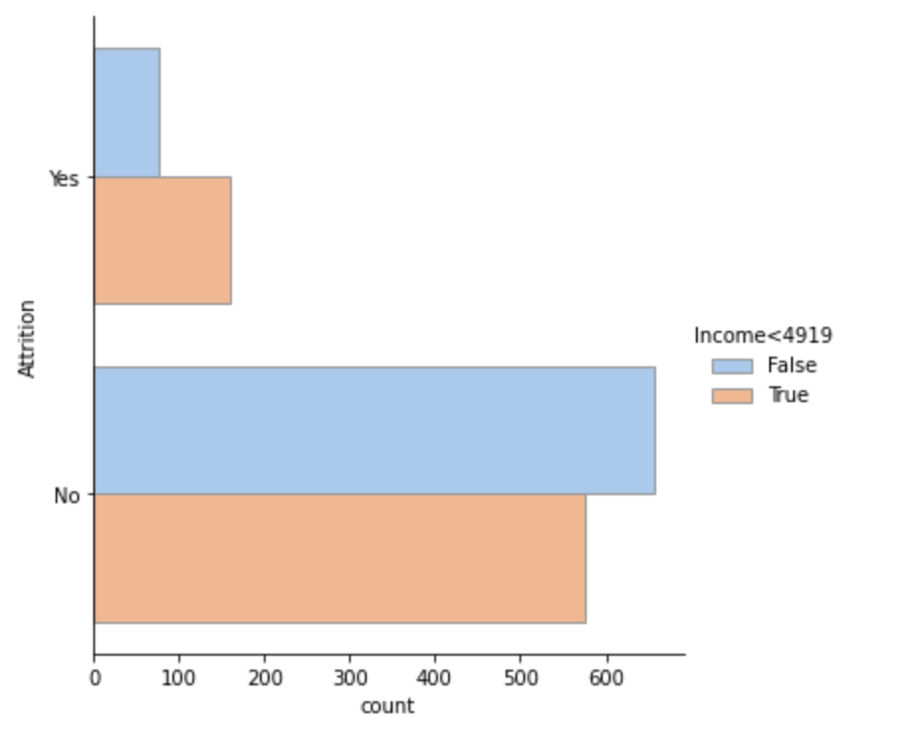 Yes
No
Attrition
0 100 200 300 400 500 600
count
Income<4919
False
True